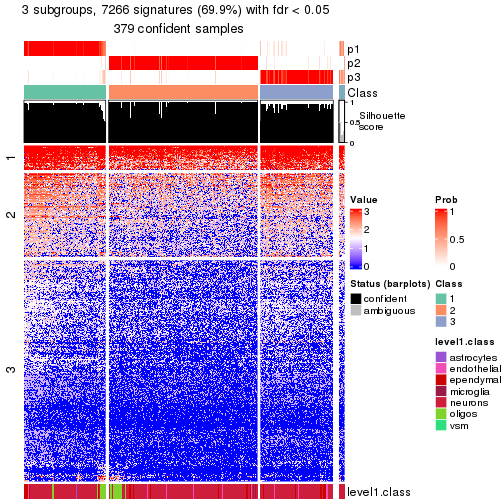 3 subgroups, 7266 signatures (69.9%) with fdr < 0.05
379 confident samples
p1
p2
p3
Class
1
0.5
0
Silhouette
score
1
2
3
level1.class
Value
3
2
1
0
Prob
1
0.5
0
Status (barplots)
confident
ambiguous
Class
1
2
3
level1.class
astrocytes
endothelial
ependymal
microglia
neurons
oligos
vsm